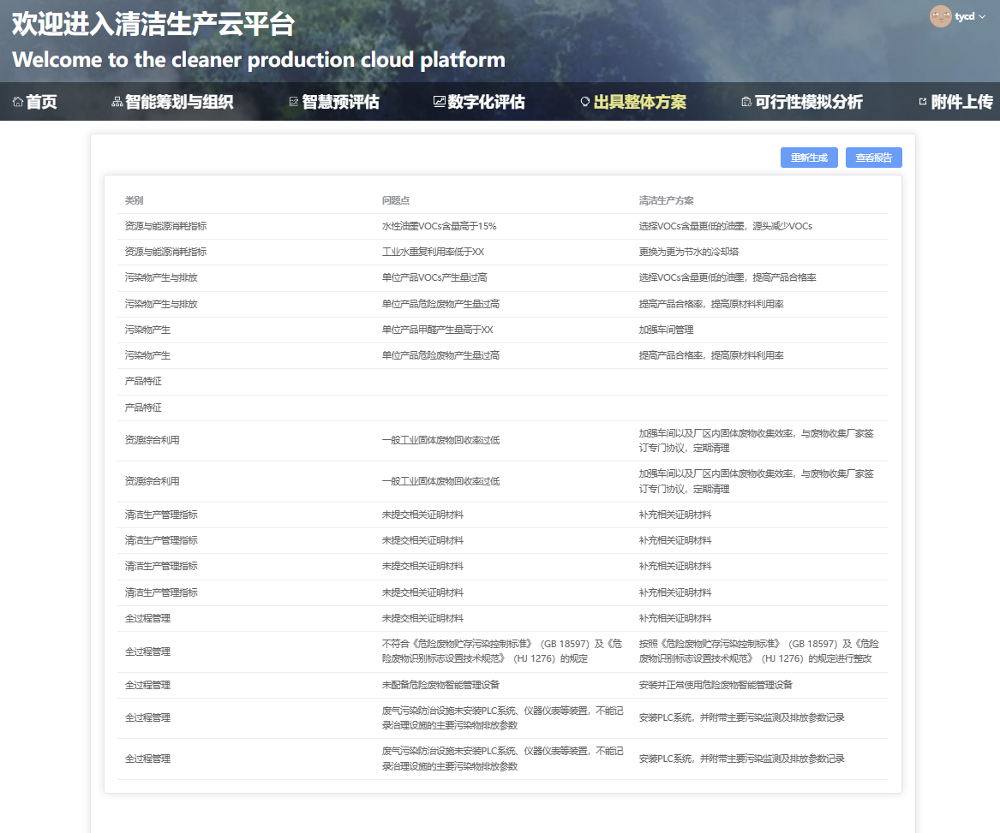 欢迎进入清洁生产云平台
tycd
Welcome to the cleaner production cloud platform
首页 智能筹划与组织 智慧预评估 数字化评估 出具整体方案 可行性模拟分析 附件上传
重新生成 查看报告
类别 问题点 清洁生产方案
资源与能源消耗指标 水性油墨VOCs含量高于15% 选择VOCs含量更低的油墨，源头减少VOCs
资源与能源消耗指标 工业水重复利用率低于XX 更换为更为节水的冷却塔
污染物产生与排放 单位产品VOCs产生量过高 选择VOCs含量更低的油墨，提高产品合格率
污染物产生与排放 单位产品危险废物产生量过高 提高产品合格率，提高原材料利用率
污染物产生 单位产品甲醛产生量高于XX 加强车间管理
污染物产生 单位产品危险废物产生量过高 提高产品合格率，提高原材料利用率
产品特征
产品特征
资源综合利用 一般工业固体废物回收率过低 加强车间以及厂区内固体废物收集效率，与废物收集厂家签
订专门协议，定期清理
资源综合利用 一般工业固体废物回收率过低 加强车间以及厂区内固体废物收集效率，与废物收集厂家签
订专门协议，定期清理
清洁生产管理指标 未提交相关证明材料 补充相关证明材料
清洁生产管理指标 未提交相关证明材料 补充相关证明材料
清洁生产管理指标 未提交相关证明材料 补充相关证明材料
清洁生产管理指标 未提交相关证明材料 补充相关证明材料
全过程管理 未提交相关证明材料 补充相关证明材料
全过程管理 不符合《危险废物贮存污染控制标准》（GB 18597）及《危 按照《危险废物贮存污染控制标准》（GB 18597）及《危险
险废物识别标志设置技术规范》（HJ 1276）的规定 废物识别标志设置技术规范》（HJ 1276）的规定进行整改
全过程管理 未配备危险废物智能管理设备 安装并正常使用危险废物智能管理设备
全过程管理 废气污染防治设施未安装PLC系统、仪器仪表等装置，不能记 安装PLC系统，并附带主要污染监测及排放参数记录
录治理设施的主要污染物排放参数
全过程管理 废气污染防治设施未安装PLC系统、仪器仪表等装置，不能记 安装PLC系统，并附带主要污染监测及排放参数记录
录治理设施的主要污染物排放参数